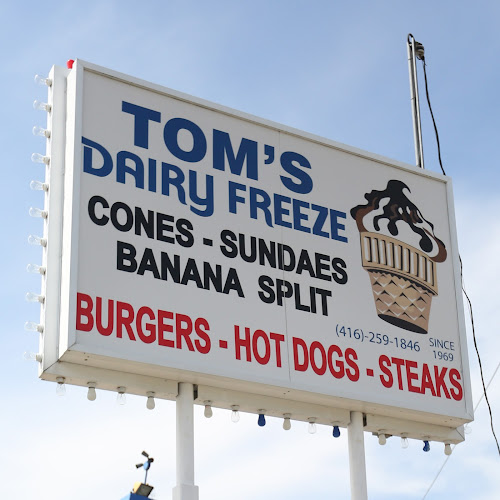 TOM'S
DAIRY FREEZE
CONES - SUNDAES
BANANA SPLIT
(416)-259-1846
SINCE
1969
BURGERS - HOT DOGS - STEAKS